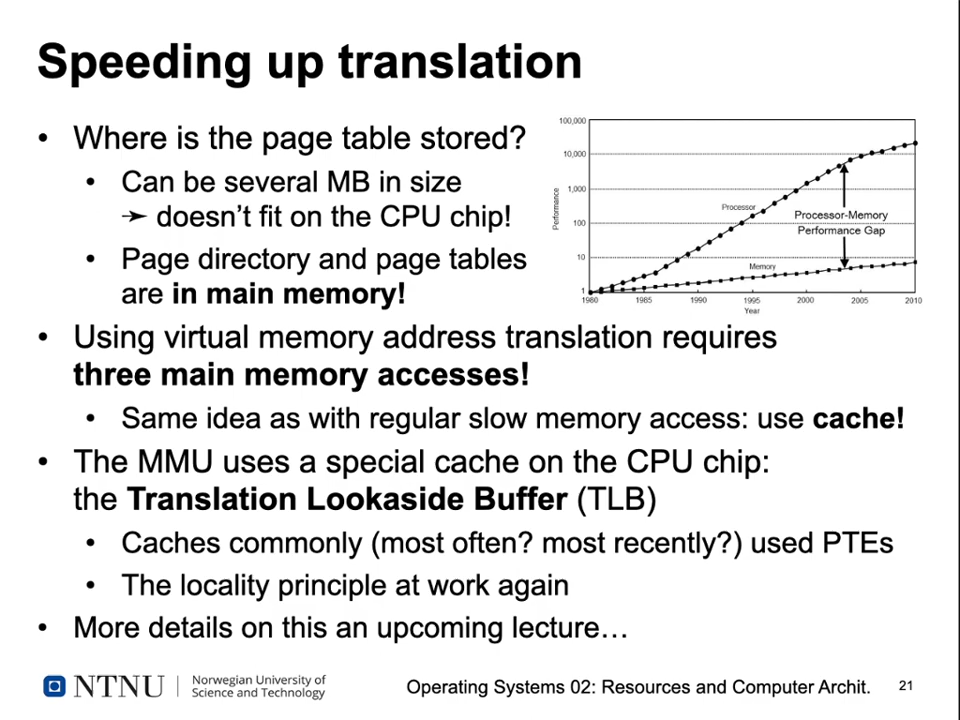 Speeding up translation
• Where is the page table stored?
• Can be several MB in size
➛ doesn't fit on the CPU chip!
• Page directory and page tables
are in main memory!
• Using virtual memory address translation requires
three main memory accesses!
• Same idea as with regular slow memory access: use cache!
• The MMU uses a special cache on the CPU chip:
the Translation Lookaside Buffer (TLB)
• Caches commonly (most often? most recently?) used PTEs
• The locality principle at work again
• More details on this an upcoming lecture…
100,000
10,000
1,000
100
10
1
Performance
Processor
Processor-Memory
Performance Gap
Memory
1980 1985 1990 1995 2000 2005 2010
Year
NTNU
Norwegian University of
Science and Technology
Operating Systems 02: Resources and Computer Archit.
21